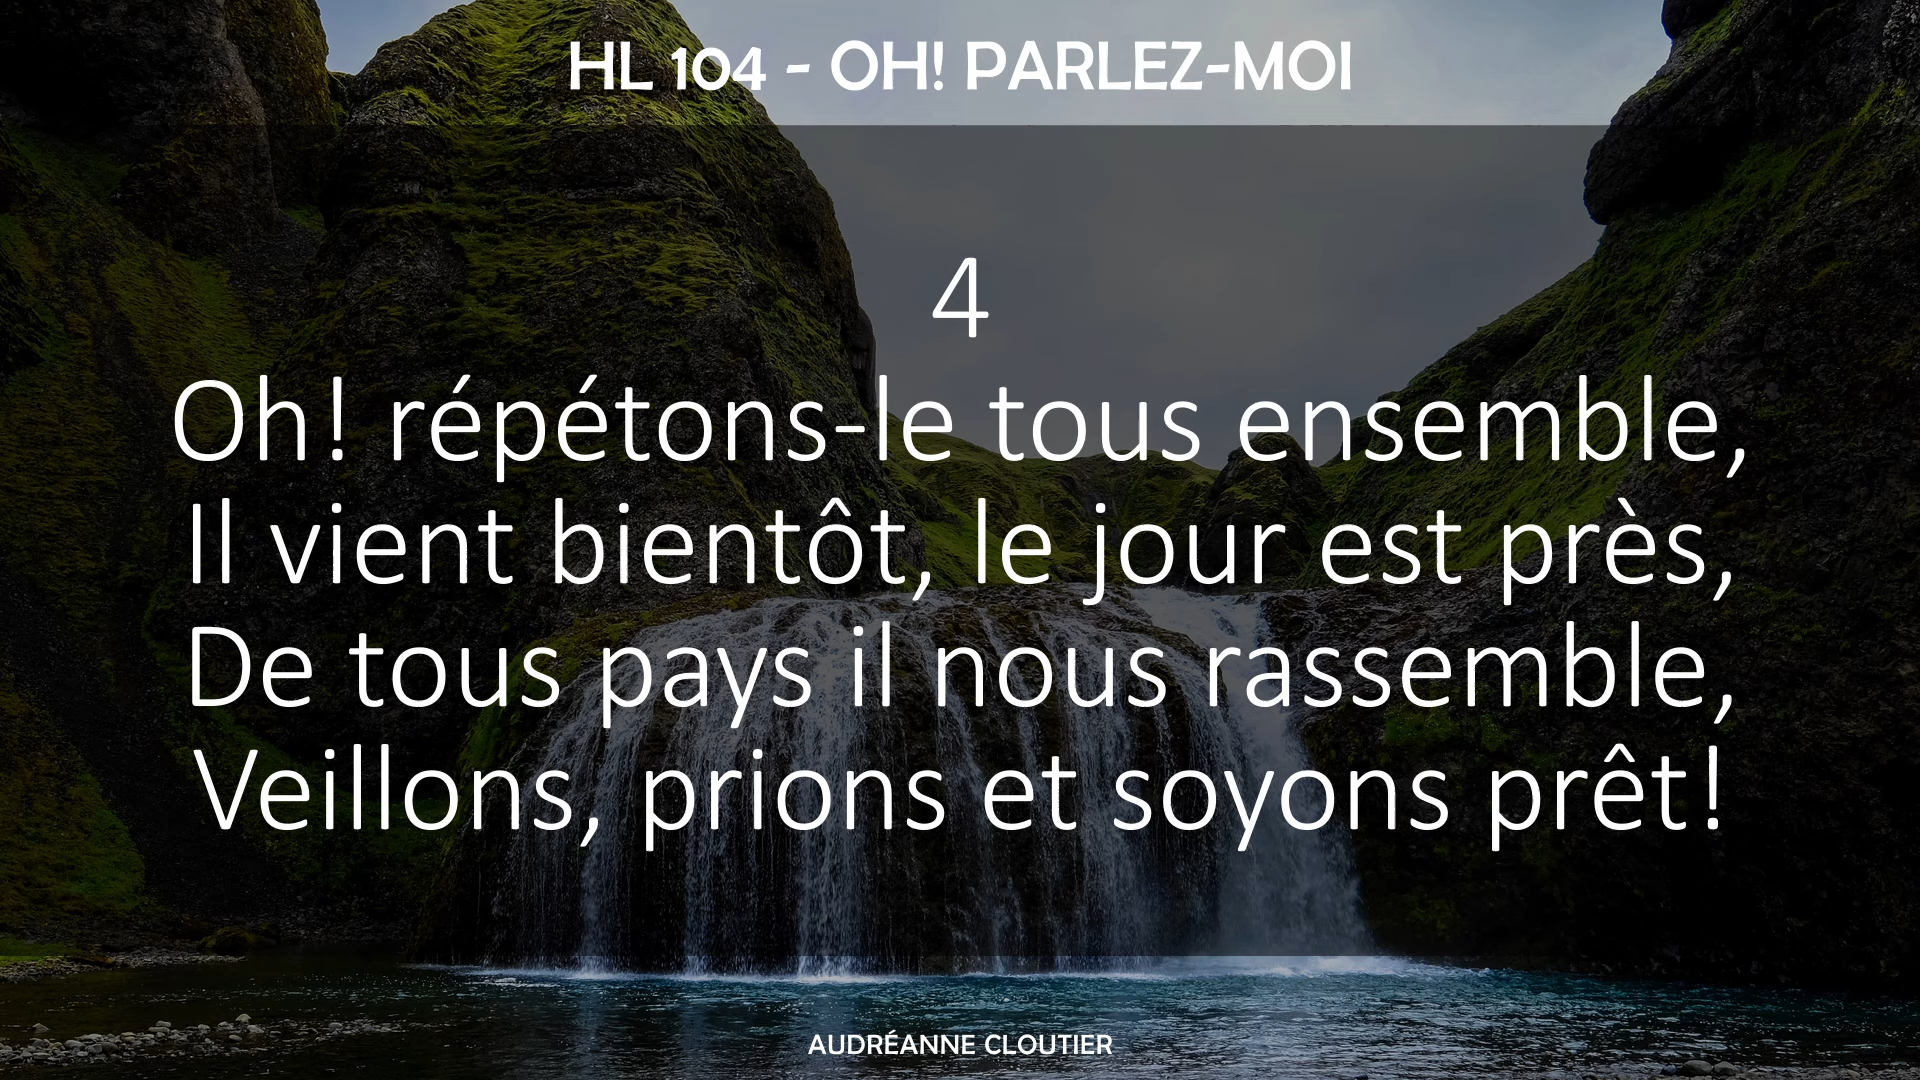 HL 104 - OH! PARLEZ-MOI
4
Oh! répétons-le tous ensemble,
Il vient bientôt, le jour est près,
De tous pays il nous rassemble,
Veillons, prions et soyons prêt!
AUDRÉANNE CLOUTIER